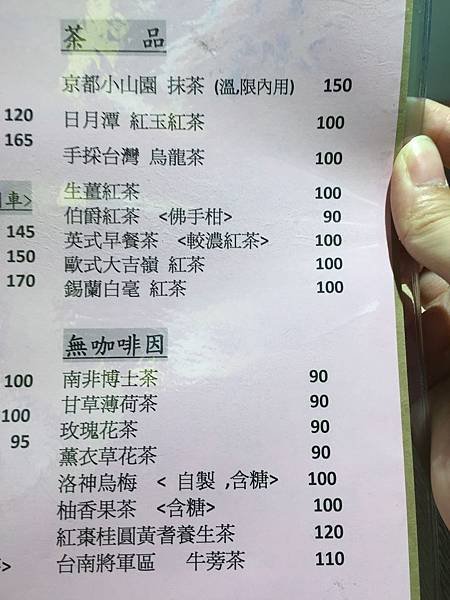 茶 品
京都小山園 抹茶 (溫,限內用) 150
120
日月潭 紅玉紅茶 100
165
手採台灣 烏龍茶 100
生薑紅茶 100
車>
伯爵紅茶 <佛手柑> 90
145
英式早餐茶 <較濃紅茶> 100
150
歐式大吉嶺 紅茶 100
170
錫蘭白毫 紅茶 100
無咖啡因
100
南非博士茶 90
100
甘草薄荷茶 90
95
玫瑰花茶 90
薰衣草花茶 90
洛神烏梅 < 自製 ,含糖> 100
柚香果茶 <含糖> 100
紅棗桂圓黃耆養生茶 120
台南將軍區 牛蒡茶 110